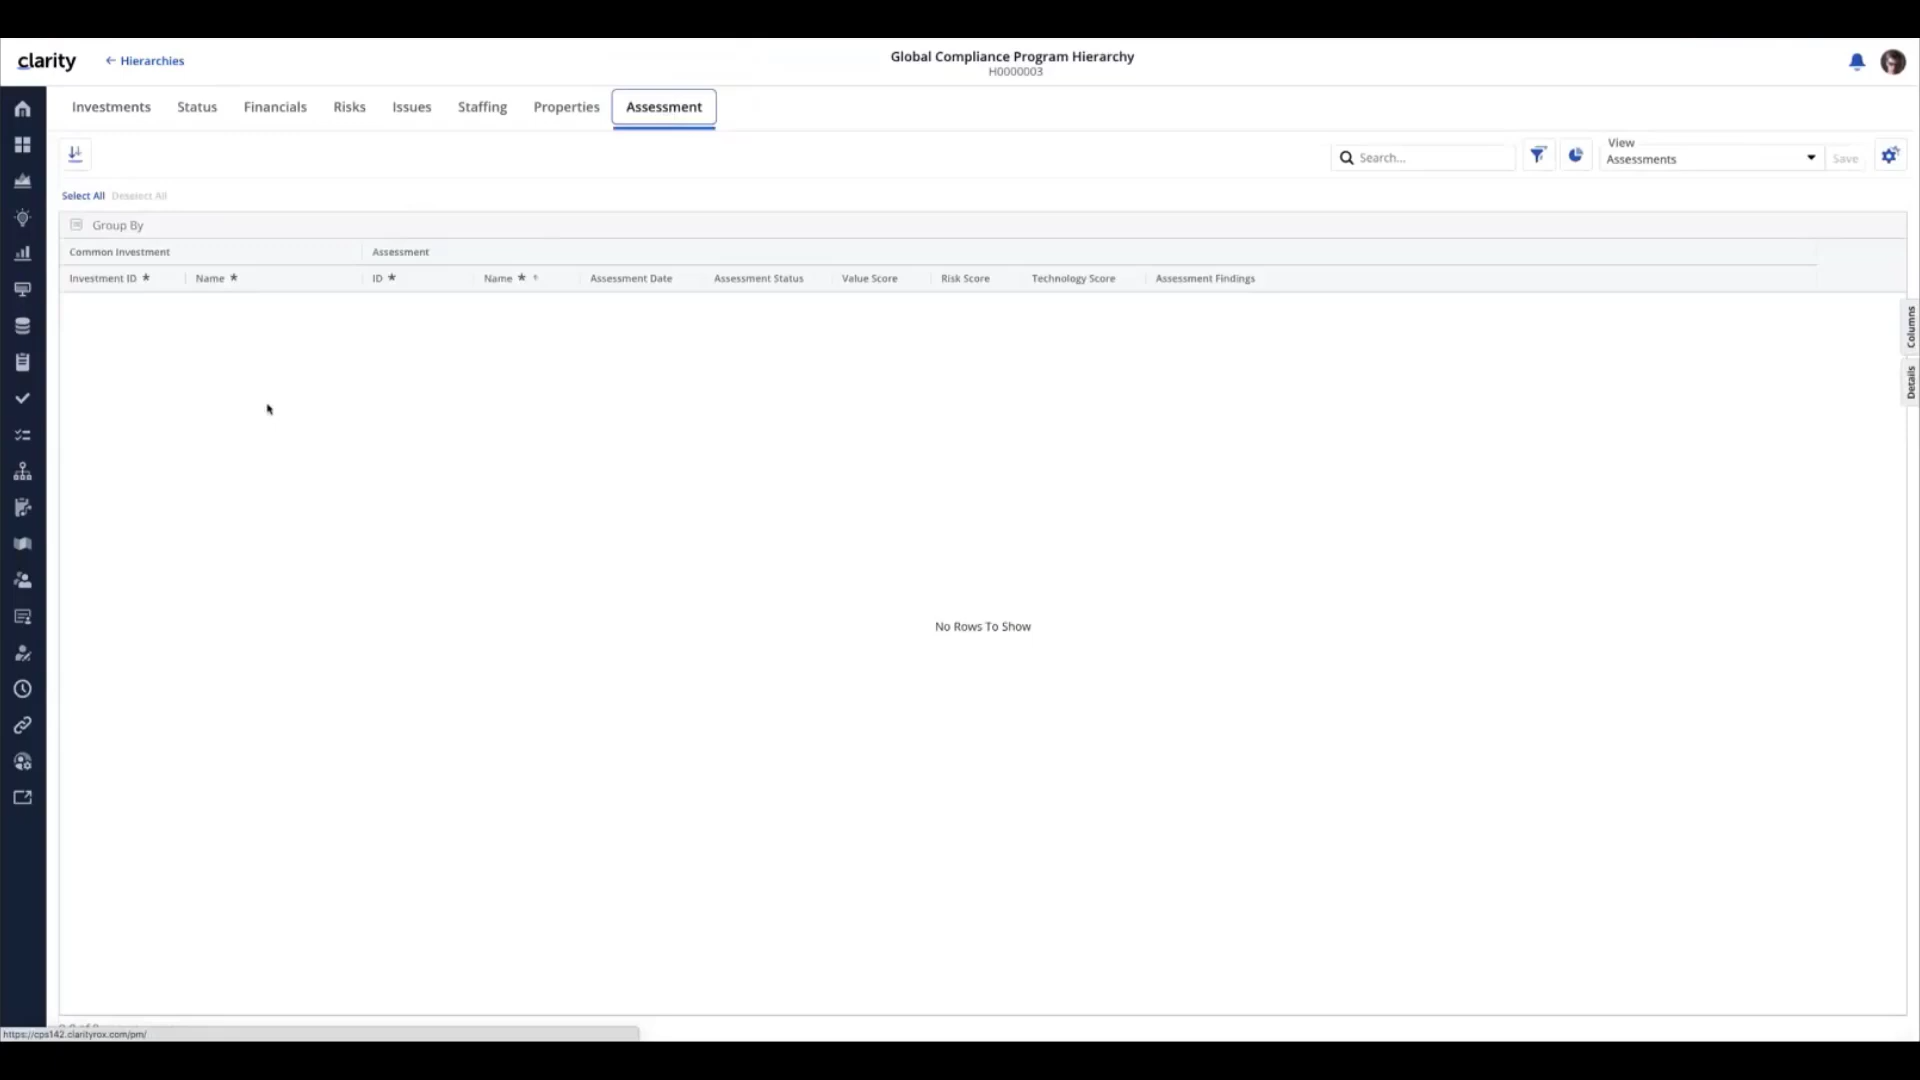 clarity
← Hierarchies
Global Compliance Program Hierarchy
H0000003
Investments
Status
Financials
Risks
Issues
Staffing
Properties
Assessment
Search...
View
Assessments
Save
Select All
Deselect All
Group By
Common Investment
Assessment
Investment ID *
Name *
ID *
Name * ↑
Assessment Date
Assessment Status
Value Score
Risk Score
Technology Score
Assessment Findings
Columns
Details
No Rows To Show
https://cps142.clarityrox.com/pm/